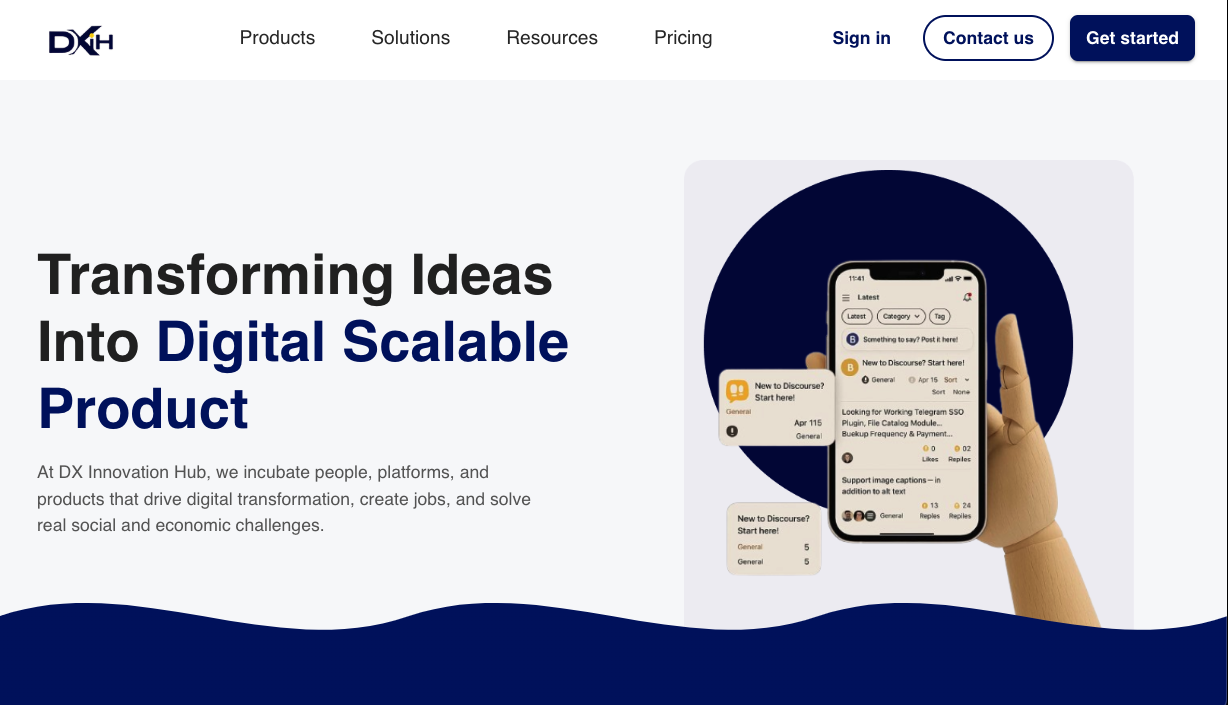 DXiH
Products
Solutions
Resources
Pricing
Sign in
Contact us
Get started
Transforming Ideas
Into Digital Scalable
Product
At DX Innovation Hub, we incubate people, platforms, and
products that drive digital transformation, create jobs, and solve
real social and economic challenges.
11:41
Latest
Latest
Category
Tag
B
Something to say? Post it here!
B
New to Discourse? Start here!
General
Apr 15
Sort
Sort
None
Looking for Working Telegram SSO
Plugin, File Catalog Module...
Buekup Frequency & Payment...
0
02
Likes
Repiles
Support image captions—in
addition to alt text
13
24
General
Reples
Repiles
New to Discourse?
Start here!
General
Apr 115
General
New to Discourse?
Start here!
General
5
General
5